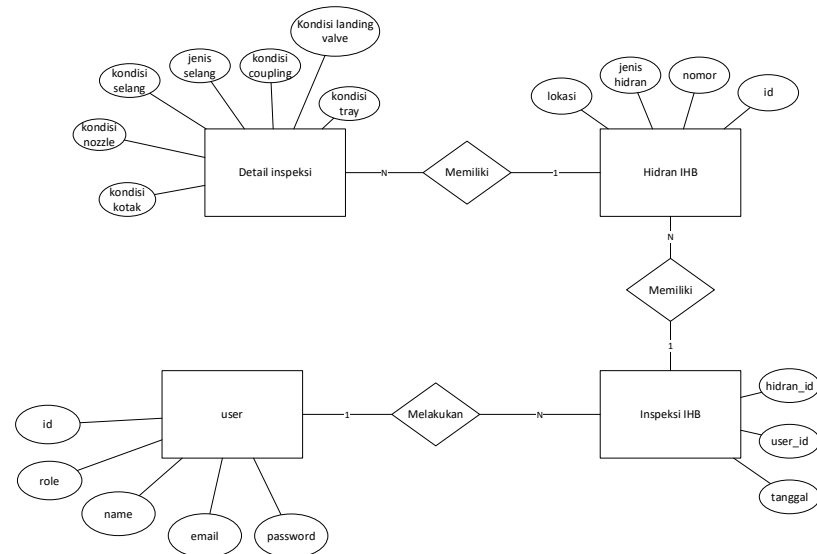 Kondisi landing
valve
jenis
selang
kondisi
coupling
kondisi
selang
kondisi
tray
kondisi
nozzle
kondisi
kotak
Detail inspeksi
N
Memiliki
1
lokasi
jenis
hidran
nomor
id
Hidran IHB
N
Memiliki
1
user
1
Melakukan
N
Inspeksi IHB
hidran_id
user_id
tanggal
id
role
name
email
password